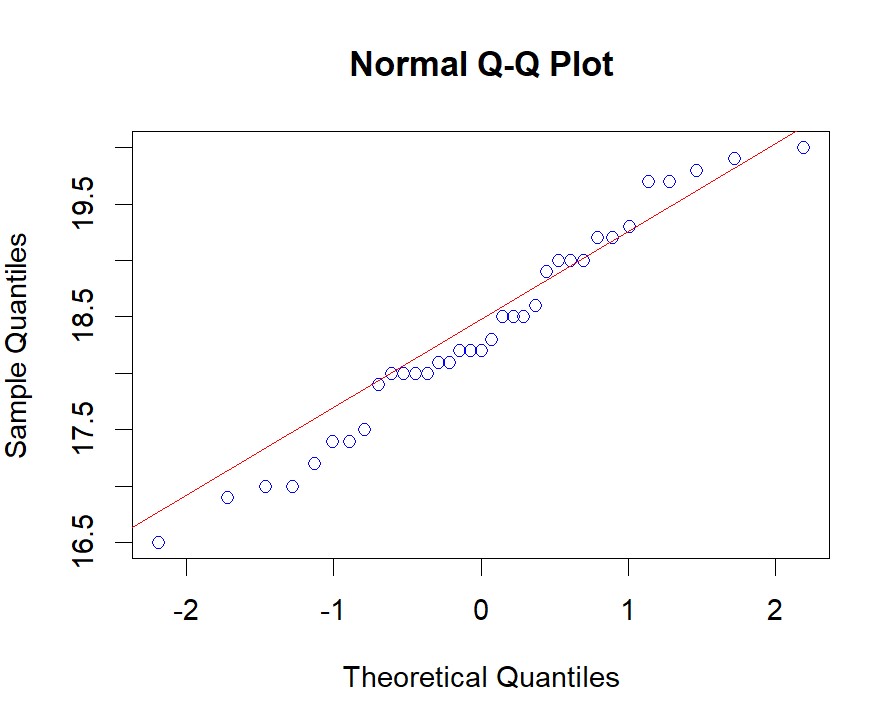 Normal Q-Q Plot
Sample Quantiles
19.5
18.5
17.5
16.5
-2 -1 0 1 2
Theoretical Quantiles